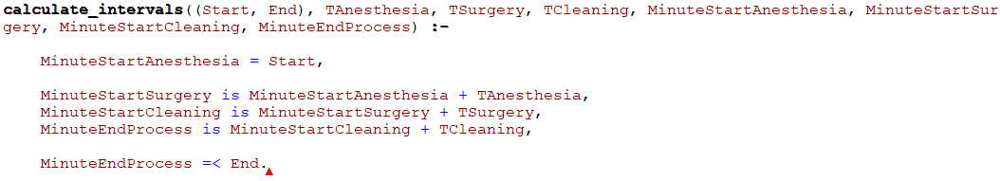 calculate_intervals((Start, End), TAnesthesia, TSurgery, TCleaning, MinuteStartAnesthesia, MinuteStartSur
gery, MinuteStartCleaning, MinuteEndProcess) :-
MinuteStartAnesthesia = Start,
MinuteStartSurgery is MinuteStartAnesthesia + TAnesthesia,
MinuteStartCleaning is MinuteStartSurgery + TSurgery,
MinuteEndProcess is MinuteStartCleaning + TCleaning,
MinuteEndProcess =< End.